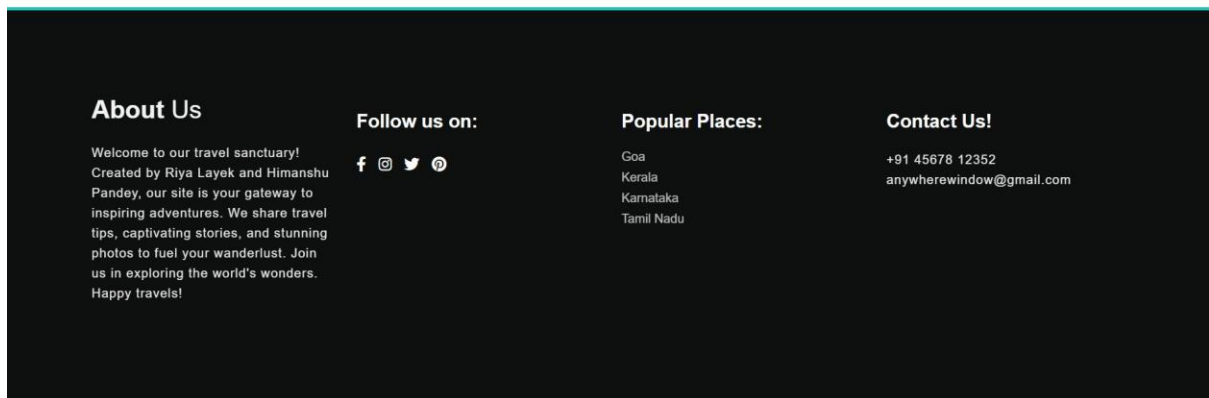 About Us
Welcome to our travel sanctuary!
Created by Riya Layek and Himanshu
Pandey, our site is your gateway to
inspiring adventures. We share travel
tips, captivating stories, and stunning
photos to fuel your wanderlust. Join
us in exploring the world's wonders.
Happy travels!
Follow us on:
Popular Places:
Goa
Kerala
Karnataka
Tamil Nadu
Contact Us!
+91 45678 12352
anywherewindow@gmail.com